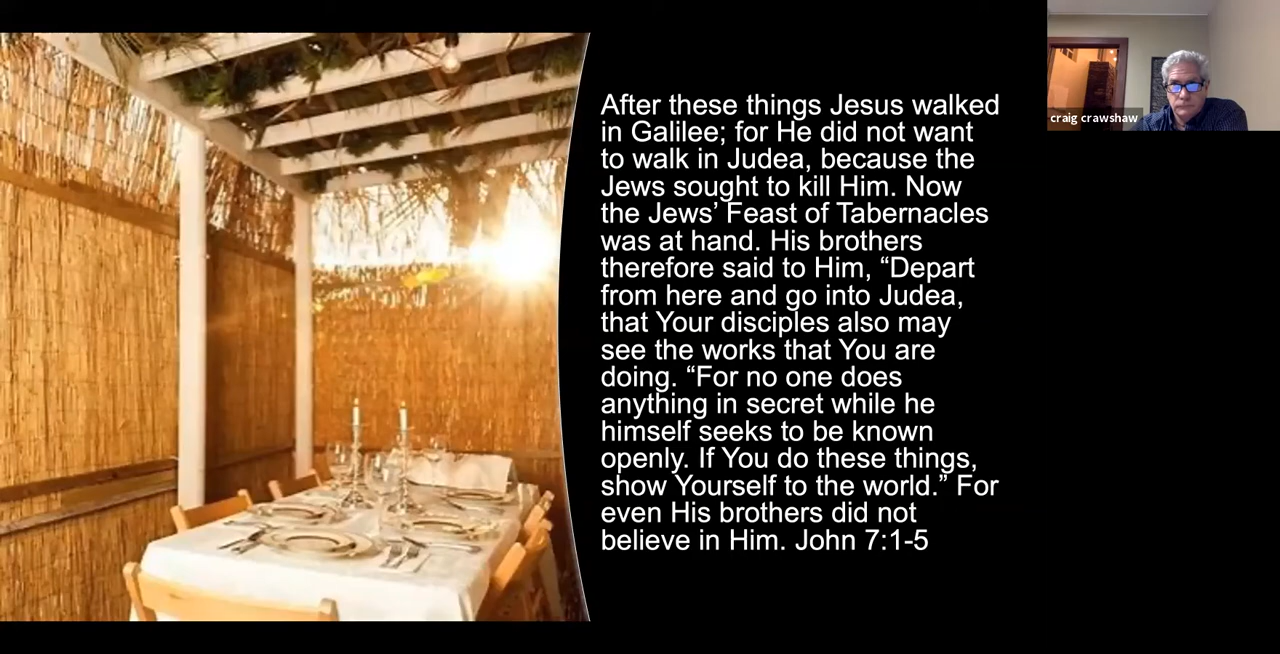 After these things Jesus walked
in Galilee; for He did not want
to walk in Judea, because the
Jews sought to kill Him. Now
the Jews’ Feast of Tabernacles
was at hand. His brothers
therefore said to Him, “Depart
from here and go into Judea,
that Your disciples also may
see the works that You are
doing. “For no one does
anything in secret while he
himself seeks to be known
openly. If You do these things,
show Yourself to the world.” For
even His brothers did not
believe in Him. John 7:1-5
craig crawshaw